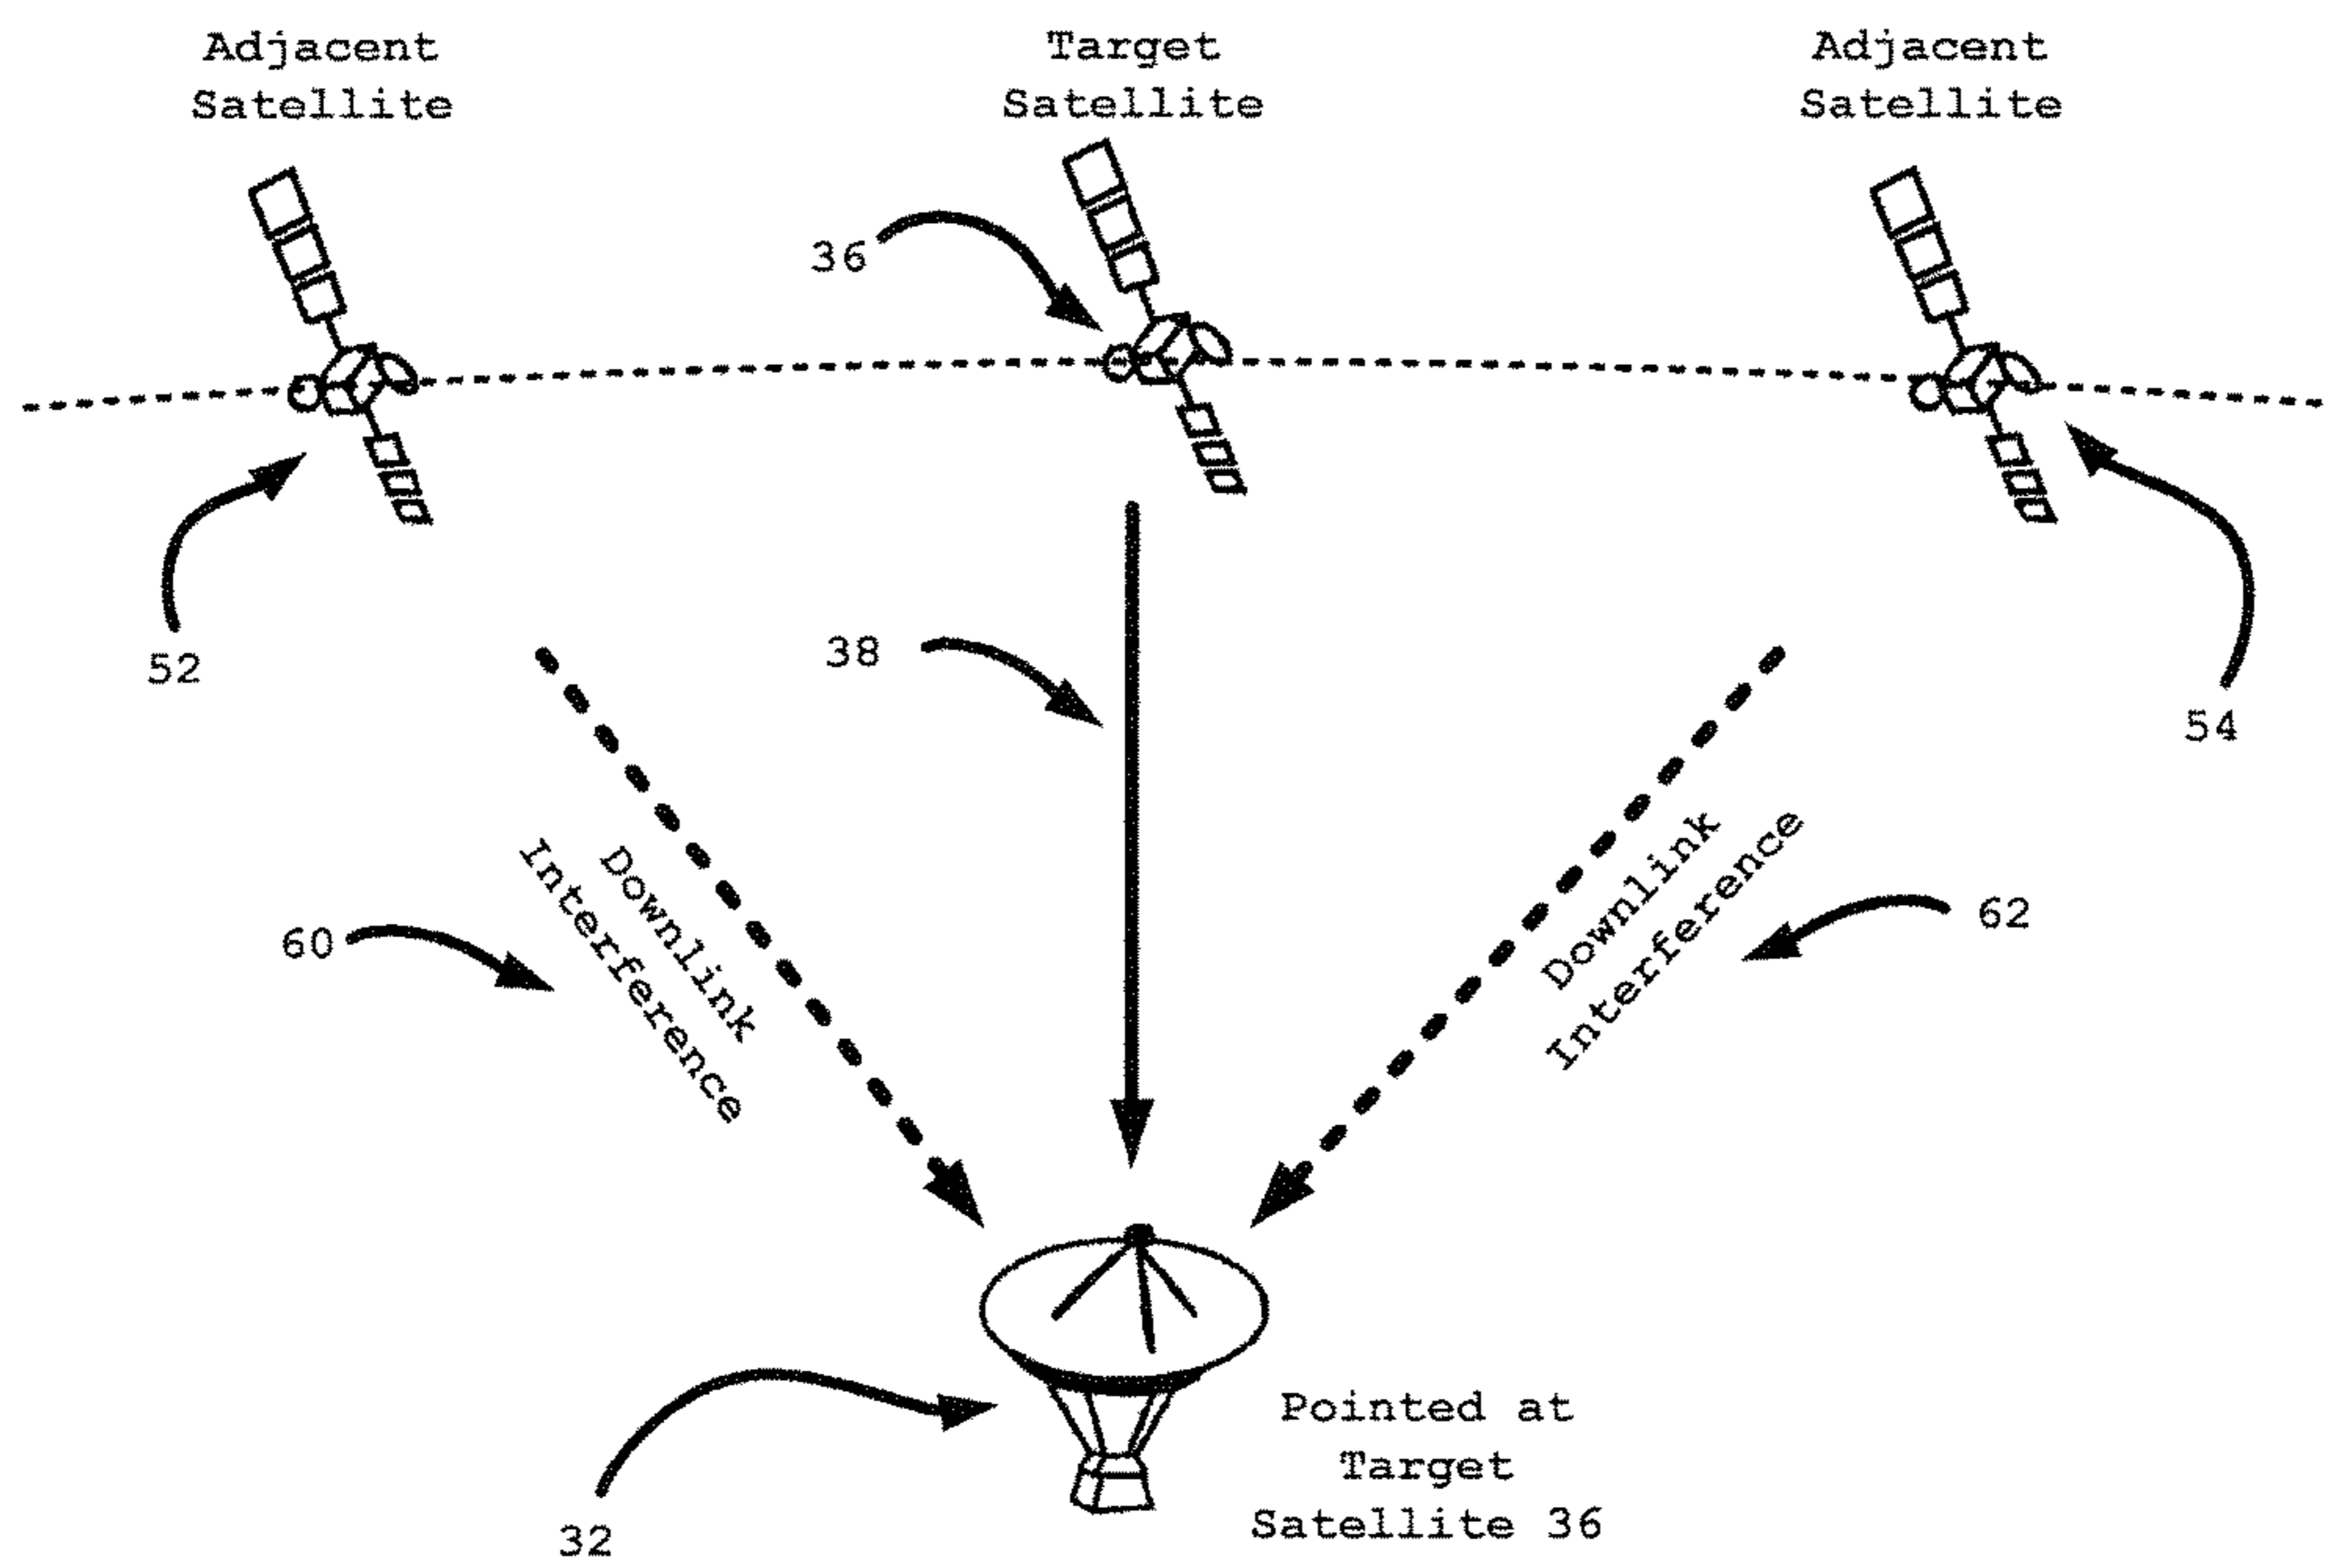 Adjacent
Satellite
Target
Satellite
Adjacent
Satellite
36
52
38
54
Downlink
Interference
Downlink
Interference
60
62
32
Pointed at
Target
Satellite 36